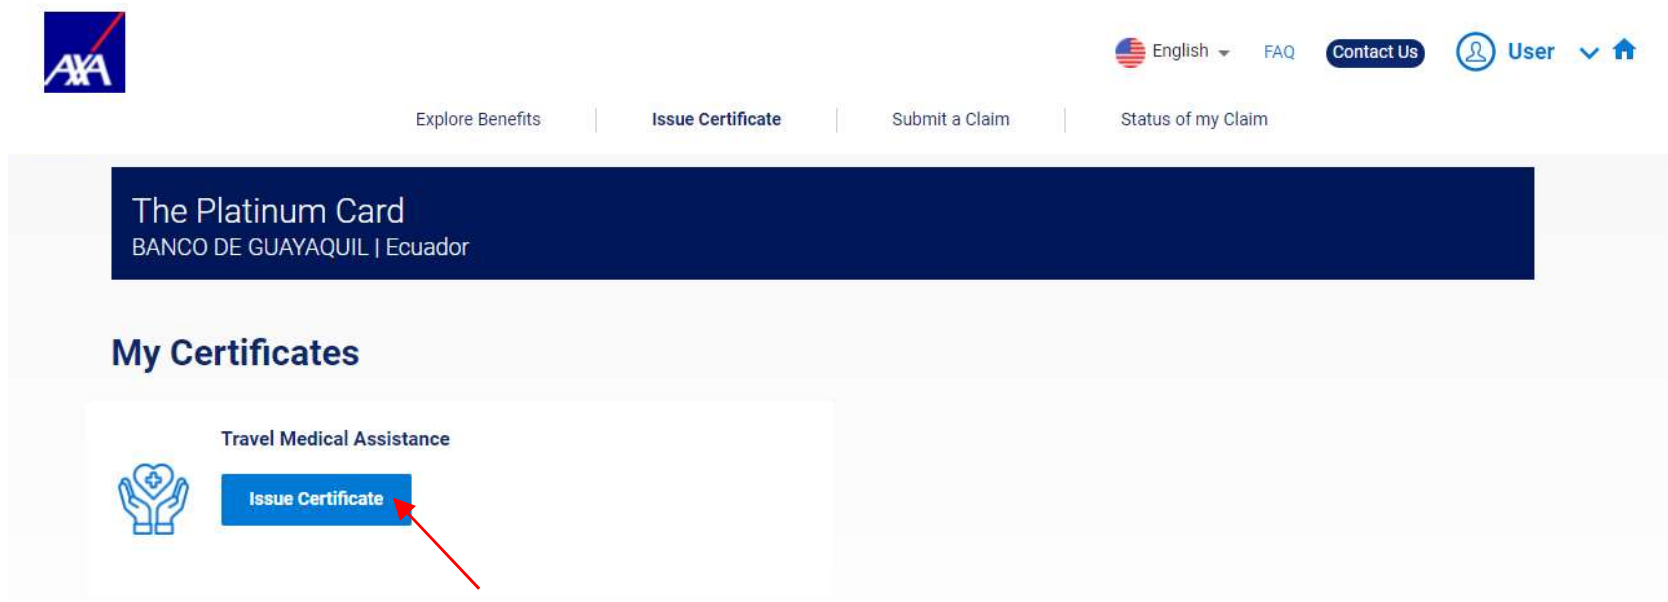 AXA
English
FAQ
Contact Us
User
Explore Benefits
Issue Certificate
Submit a Claim
Status of my Claim
The Platinum Card
BANCO DE GUAYAQUIL | Ecuador
My Certificates
Travel Medical Assistance
Issue Certificate